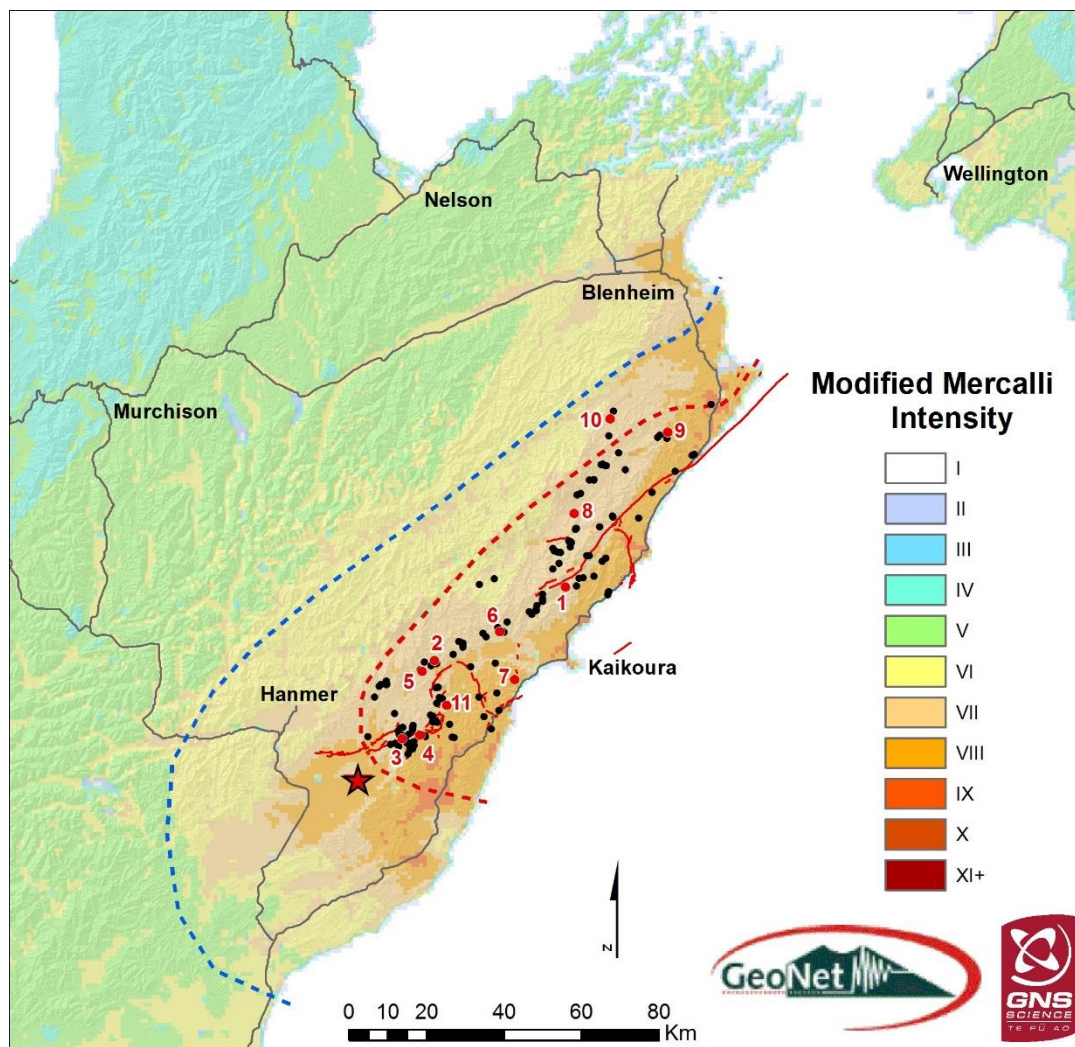 Nelson
Wellington
Blenheim
Murchison
Modified Mercalli
Intensity
I
II
III
IV
V
VI
VII
VIII
IX
X
XI+
10
9
8
1
6
2
5
7
Kaikoura
Hanmer
11
3
4
N
0
10
20
40
60
80
Km
GeoNet
GNS
SCIENCE
TE PŪ AO